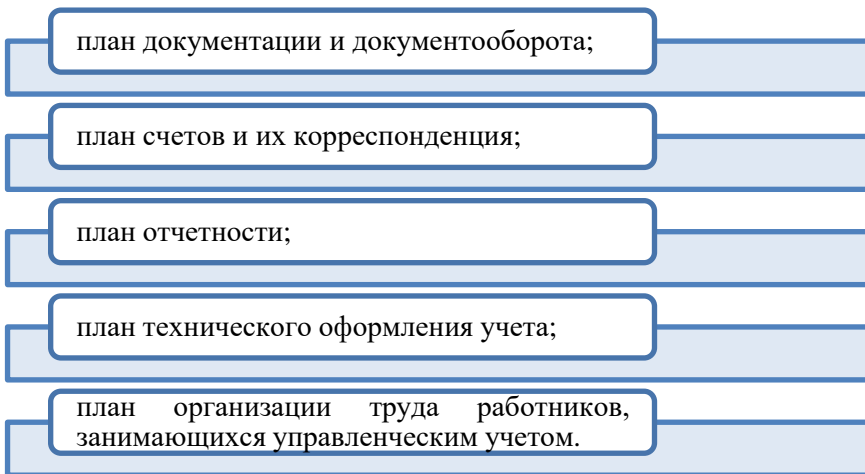 план документации и документооборота;
план счетов и их корреспонденция;
план отчетности;
план технического оформления учета;
план организации труда работников,
занимающихся управленческим учетом.